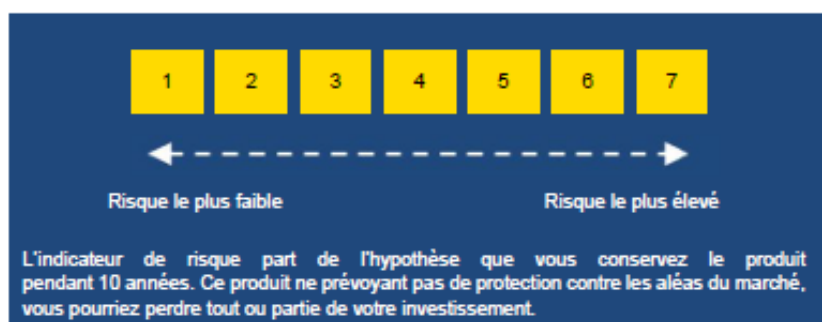 1 2 3 4 5 6 7
Risque le plus faible Risque le plus élevé
L'indicateur de risque part de l'hypothèse que vous conservez le produit
pendant 10 années. Ce produit ne prévoyant pas de protection contre les aléas du marché,
vous pourriez perdre tout ou partie de votre investissement.